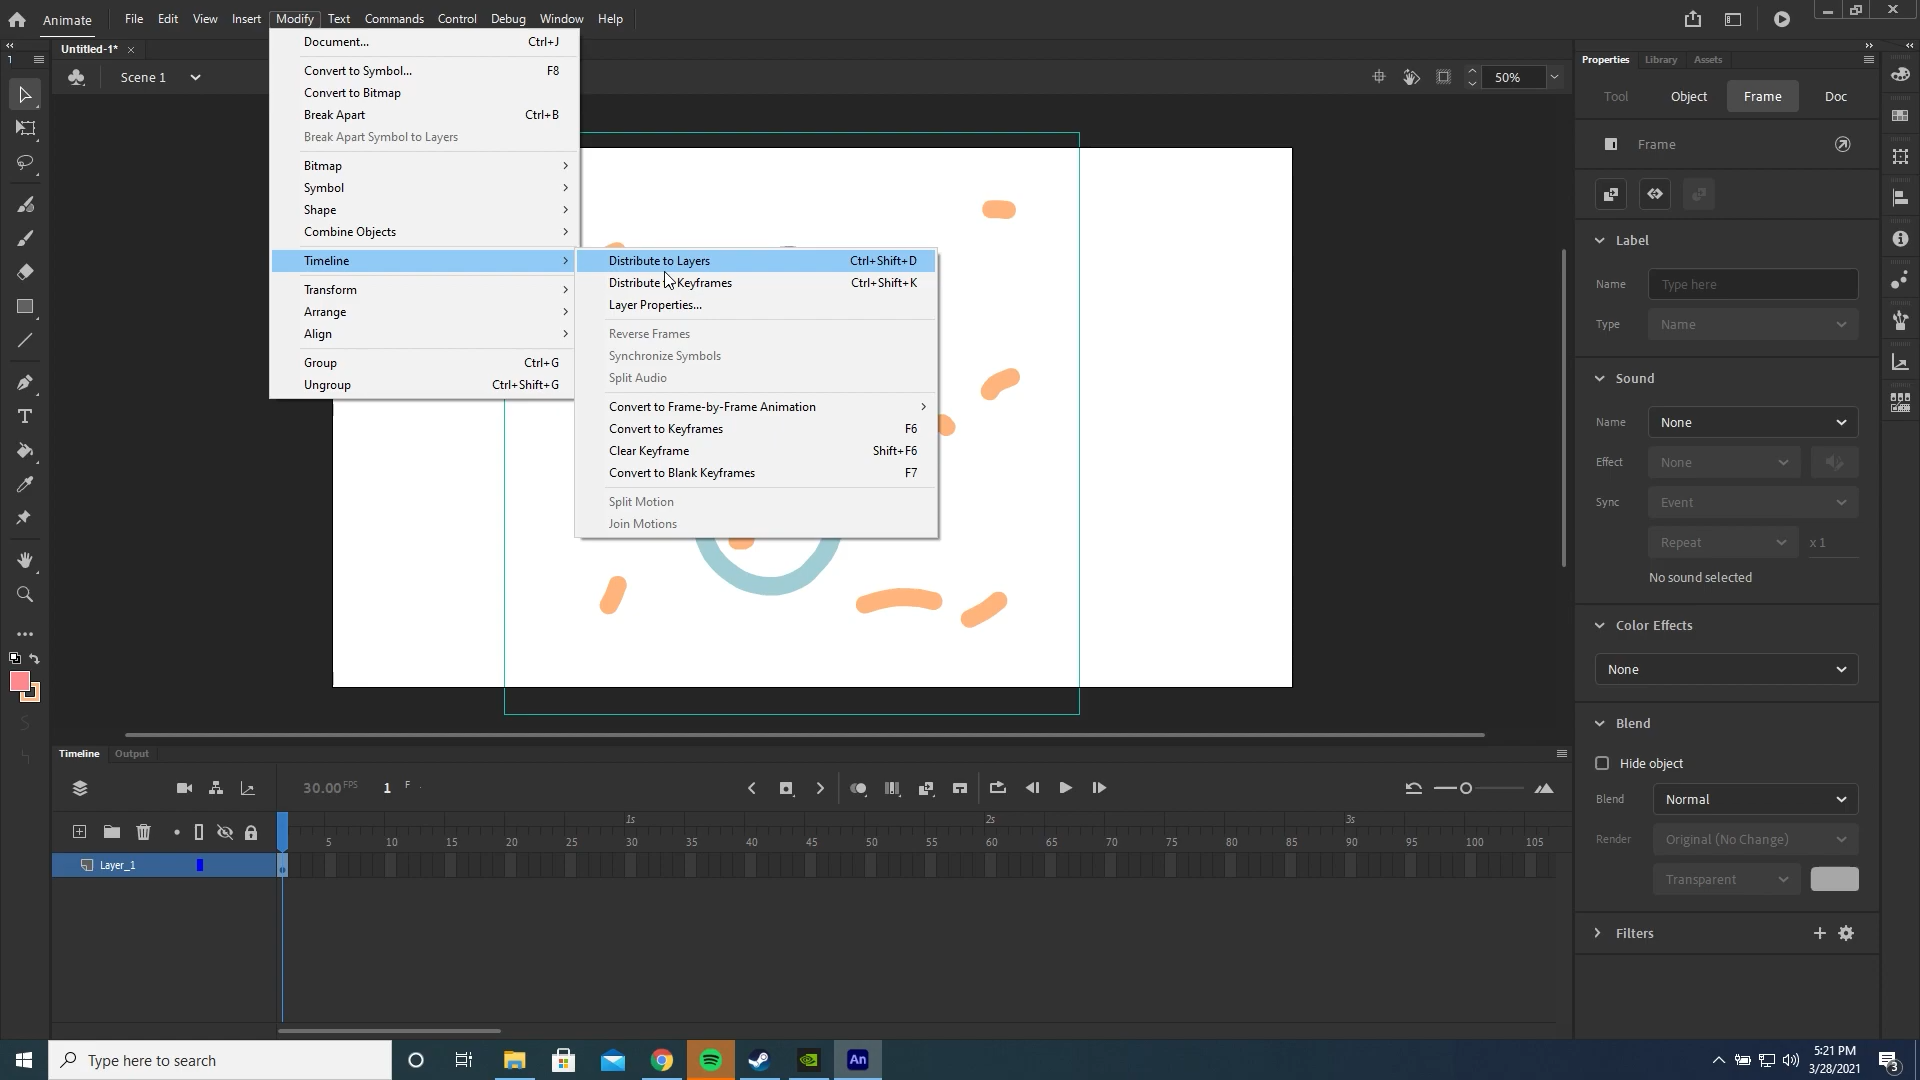 Animate
File
Edit
View
Insert
Modify
Text
Commands
Control
Debug
Window
Help
Untitled-1*
1
Scene 1
50%
Document... Ctrl+J
Convert to Symbol... F8
Convert to Bitmap
Break Apart Ctrl+B
Break Apart Symbol to Layers
Bitmap
Symbol
Shape
Combine Objects
Timeline
Transform
Arrange
Align
Group Ctrl+G
Ungroup Ctrl+Shift+G
Distribute to Layers Ctrl+Shift+D
Distribute Keyframes Ctrl+Shift+K
Layer Properties...
Reverse Frames
Synchronize Symbols
Split Audio
Convert to Frame-by-Frame Animation
Convert to Keyframes F6
Clear Keyframe Shift+F6
Convert to Blank Keyframes F7
Split Motion
Join Motions
Properties
Library
Assets
Tool
Object
Frame
Doc
Frame
Label
Name Type here
Type Name
Sound
Name None
Effect None
Sync Event
Repeat x 1
No sound selected
Color Effects
None
Blend
Hide object
Blend Normal
Render Original (No Change)
Transparent
Filters
Timeline
Output
30.00 FPS 1 F
1s 2s 3s
5 10 15 20 25 30 35 40 45 50 55 60 65 70 75 80 85 90 95 100 105
Layer_1
Type here to search
An
5:21 PM
3/28/2021
3